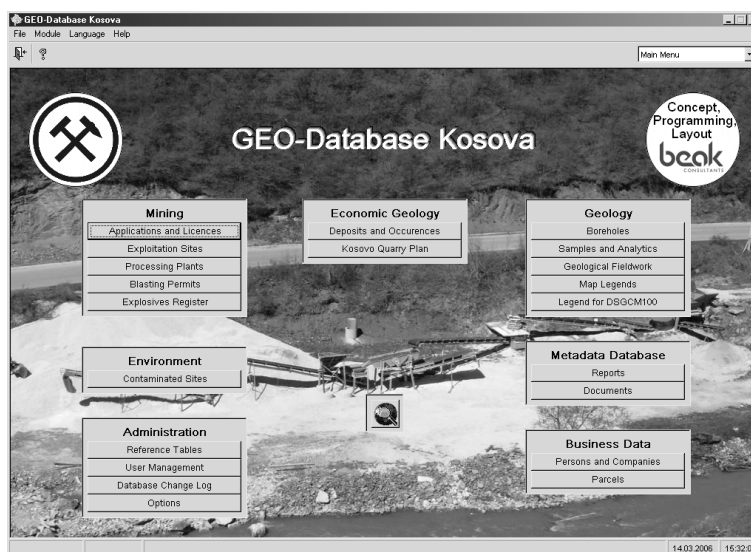 GEO-Database Kosova
File Module Language Help
Main Menu
GEO-Database Kosova
Concept,
Programming,
Layout
beak
CONSULTANTS
Mining
Applications and Licences
Exploitation Sites
Processing Plants
Blasting Permits
Explosives Register
Economic Geology
Deposits and Occurences
Kosovo Quarry Plan
Geology
Boreholes
Samples and Analytics
Geological Fieldwork
Map Legends
Legend for DSGCM100
Environment
Contaminated Sites
Metadata Database
Reports
Documents
Administration
Reference Tables
User Management
Database Change Log
Options
Business Data
Persons and Companies
Parcels
14.03.2006